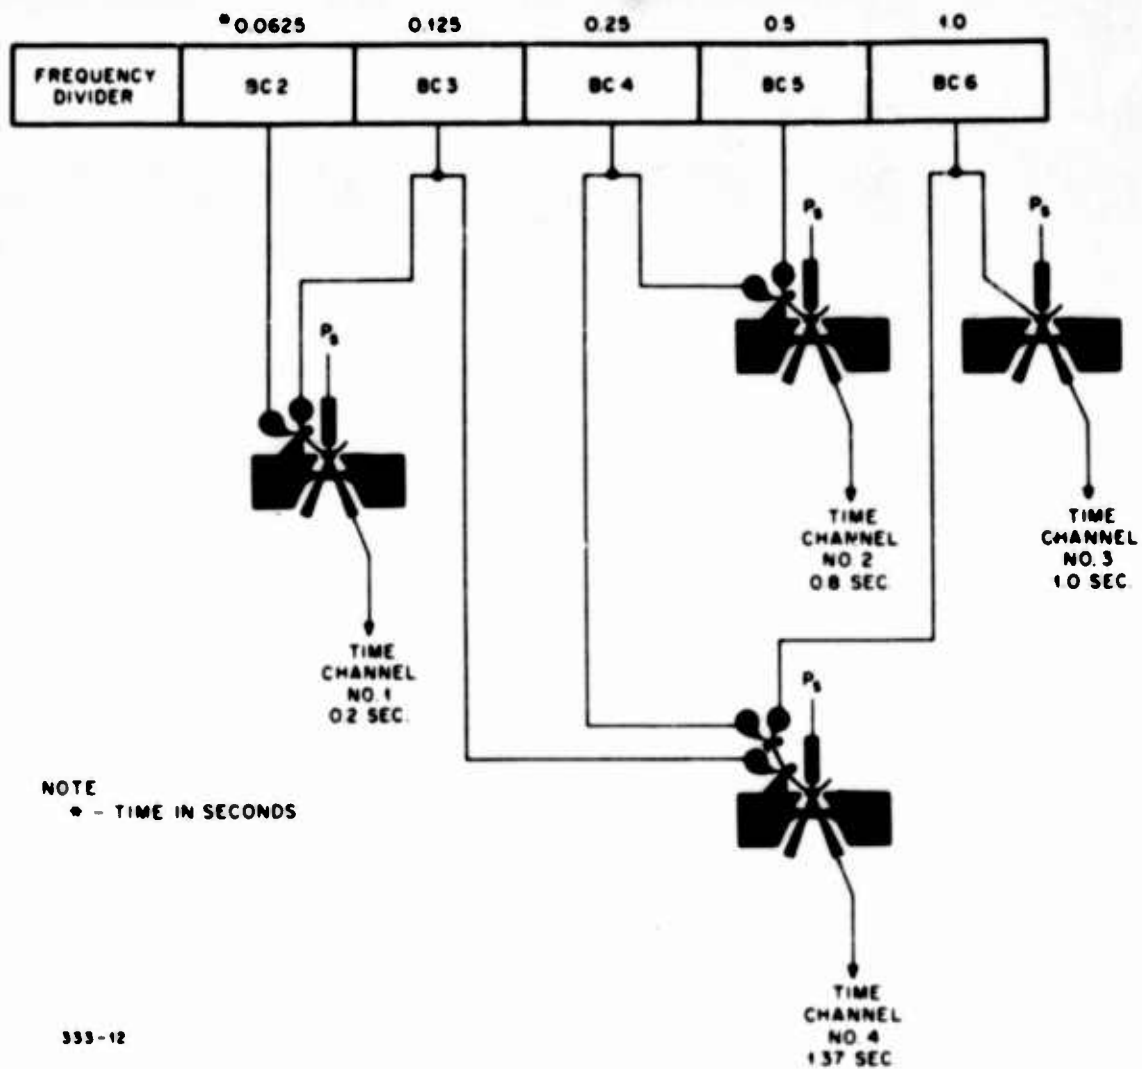 * 0.0625 0.125 0.25 0.5 1.0
FREQUENCY
DIVIDER
BC 2 BC 3 BC 4 BC 5 BC 6
Ps
Ps
Ps
TIME
CHANNEL
NO. 2
0.8 SEC.
TIME
CHANNEL
NO. 3
1.0 SEC.
TIME
CHANNEL
NO. 1
0.2 SEC.
Ps
NOTE
* - TIME IN SECONDS
TIME
CHANNEL
NO. 4
1.37 SEC
333-12